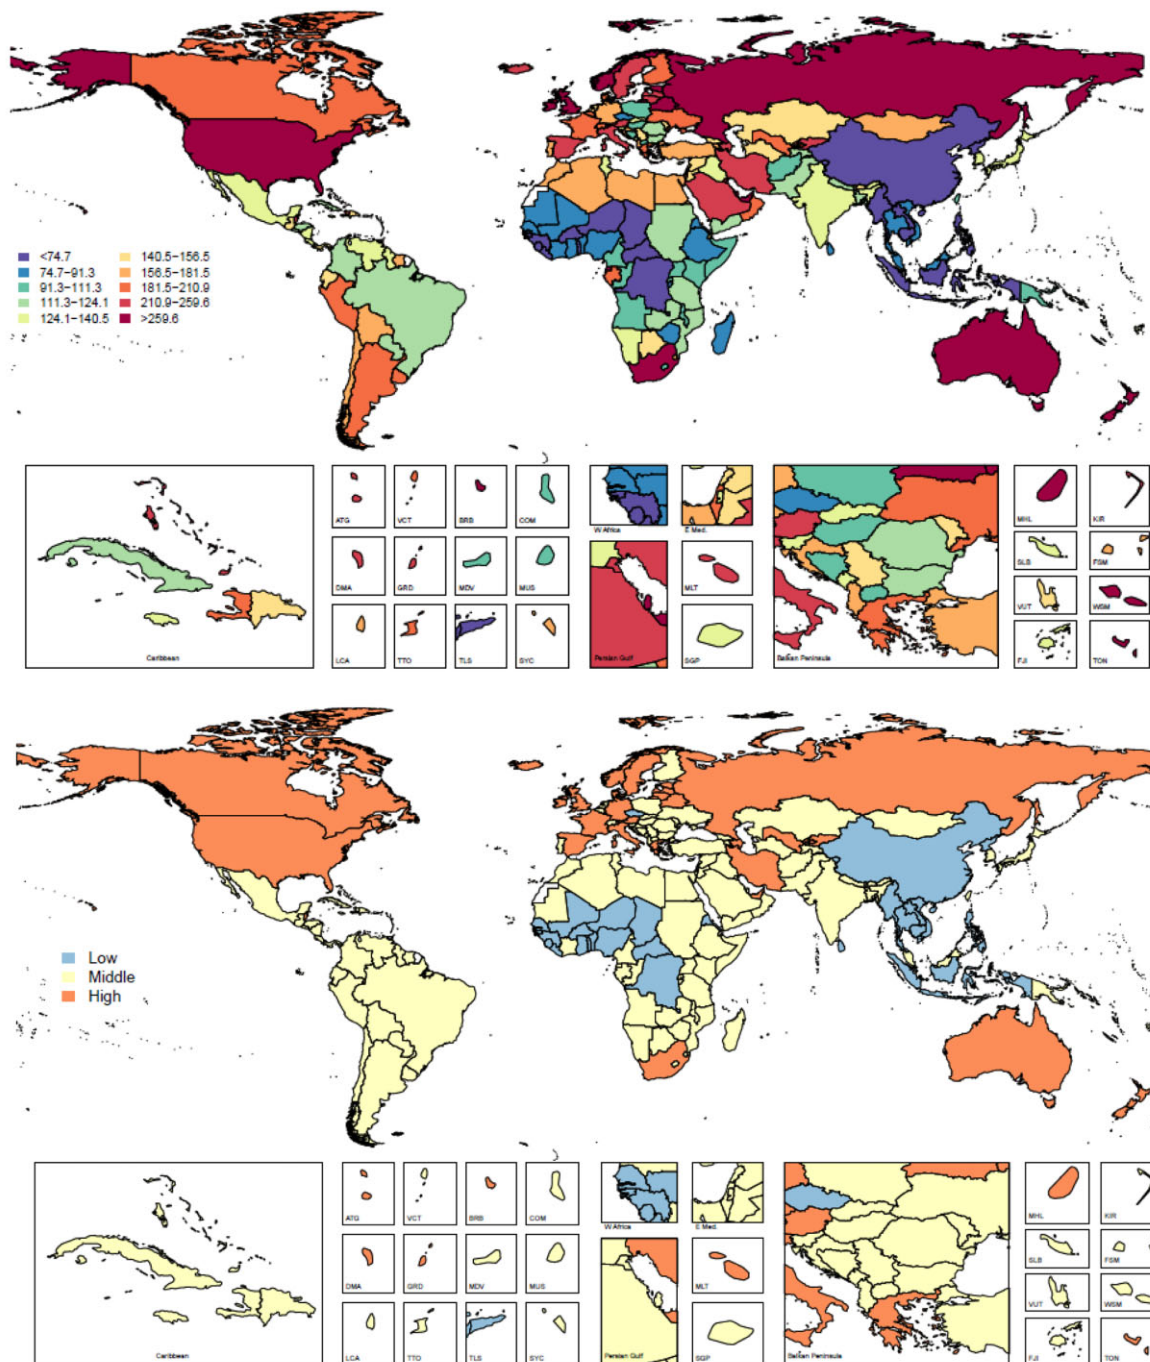 <74.7
74.7–91.3
91.3–111.3
111.3–124.1
124.1–140.5
140.5–156.5
156.5–181.5
181.5–210.9
210.9–259.6
>259.6
Caribbean
ATG
VCT
BRB
COM
DMA
GRD
MDV
MUS
LCA
TTO
TLS
SYC
W Africa
E Med.
Persian Gulf
MLT
SGP
Balkan Peninsula
MHL
KIR
SLB
FSM
VUT
WSM
FJI
TON
Low
Middle
High
Caribbean
ATG
VCT
BRB
COM
DMA
GRD
MDV
MUS
LCA
TTO
TLS
SYC
W Africa
E Med.
Persian Gulf
MLT
SGP
Balkan Peninsula
MHL
KIR
SLB
FSM
VUT
WSM
FJI
TON